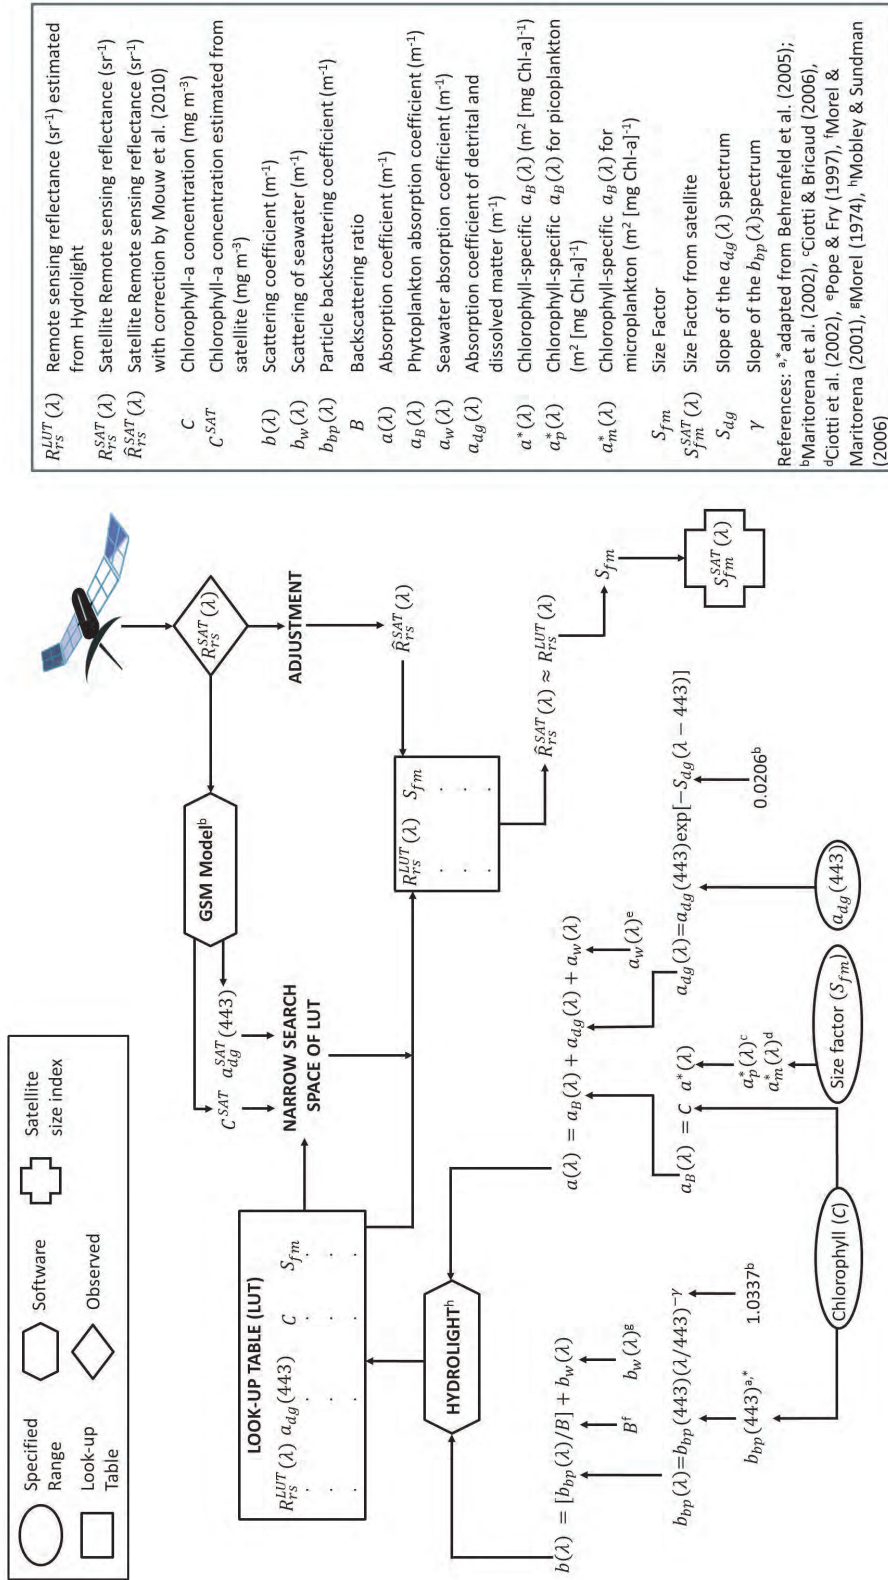 Specified
Range
Software
Satellite
size index
Look-up
Table
Observed
R_rs^SAT(λ)
ADJUSTMENT
R̂_rs^SAT(λ)
GSM Model^b
C^SAT a_dg^SAT(443)
NARROW SEARCH
SPACE OF LUT
LOOK-UP TABLE (LUT)
R_rs^LUT(λ) a_dg(443) C S_fm
. . . .
. . . .
R_rs^LUT(λ) S_fm
. .
. .
R̂_rs^SAT(λ) ≈ R_rs^LUT(λ)
S_fm
S_fm^SAT(λ)
HYDROLIGHT^h
b(λ) = [b_bp(λ)/B] + b_w(λ)
B^f
b_w(λ)^g
b_bp(λ)=b_bp(443)(λ/443)^−γ
b_bp(443)^a,*
1.0337^b
a(λ) = a_B(λ) + a_dg(λ) + a_w(λ)
a_w(λ)^e
a_B(λ) = C a*(λ)
a*_p(λ)^c
a*_m(λ)^d
a_dg(λ)=a_dg(443)exp[−S_dg(λ − 443)]
0.0206^b
Chlorophyll (C)
Size factor (S_fm)
a_dg(443)
R_rs^LUT(λ) Remote sensing reflectance (sr⁻¹) estimated
from Hydrolight
R_rs^SAT(λ) Satellite Remote sensing reflectance (sr⁻¹)
R̂_rs^SAT(λ) Satellite Remote sensing reflectance (sr⁻¹)
with correction by Mouw et al. (2010)
C Chlorophyll-a concentration (mg m⁻³)
C^SAT Chlorophyll-a concentration estimated from
satellite (mg m⁻³)
b(λ) Scattering coefficient (m⁻¹)
b_w(λ) Scattering of seawater (m⁻¹)
b_bp(λ) Particle backscattering coefficient (m⁻¹)
B Backscattering ratio
a(λ) Absorption coefficient (m⁻¹)
a_B(λ) Phytoplankton absorption coefficient (m⁻¹)
a_w(λ) Seawater absorption coefficient (m⁻¹)
a_dg(λ) Absorption coefficient of detrital and
dissolved matter (m⁻¹)
a*(λ) Chlorophyll-specific a_B(λ) (m² [mg Chl-a]⁻¹)
a*_p(λ) Chlorophyll-specific a_B(λ) for picoplankton
(m² [mg Chl-a]⁻¹)
a*_m(λ) Chlorophyll-specific a_B(λ) for
microplankton (m² [mg Chl-a]⁻¹)
S_fm Size Factor
S_fm^SAT(λ) Size Factor from satellite
S_dg Slope of the a_dg(λ) spectrum
γ Slope of the b_bp(λ)spectrum
References: ^a,*adapted from Behrenfeld et al. (2005);
^bMaritorena et al. (2002), ^cCiotti & Bricaud (2006),
^dCiotti et al. (2002), ^ePope & Fry (1997), ^fMorel &
Maritorena (2001), ^gMorel (1974), ^hMobley & Sundman
(2006)